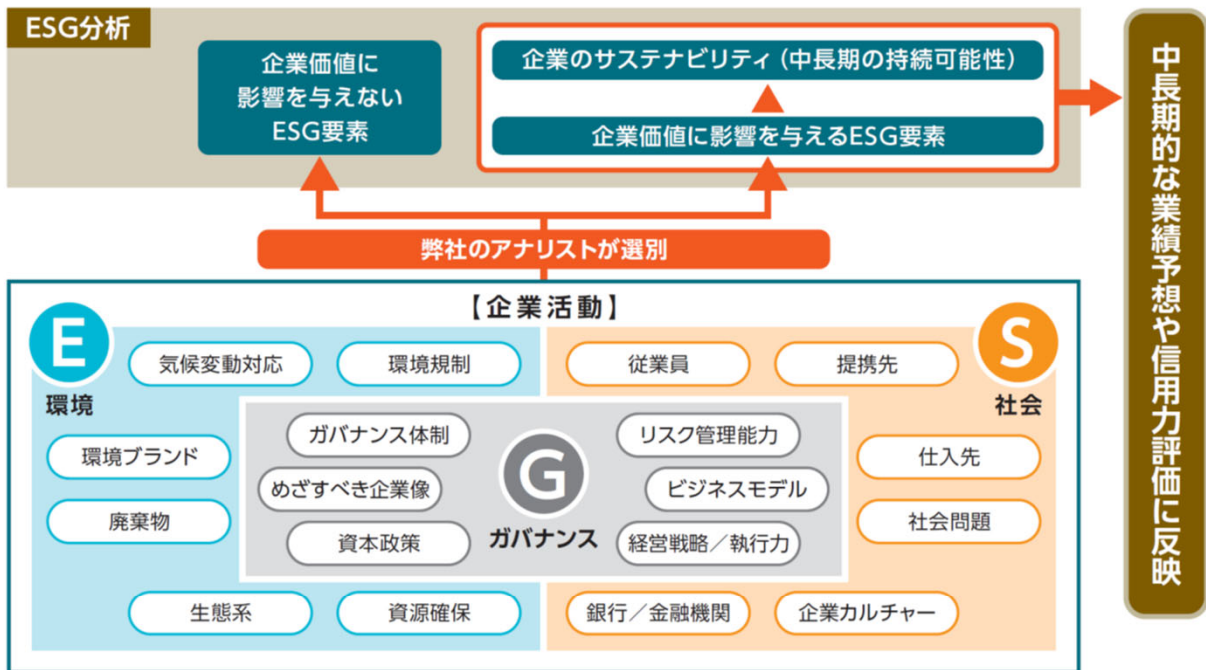 ESG分析
企業価値に
影響を与えない
ESG要素
企業のサステナビリティ（中長期の持続可能性）
企業価値に影響を与えるESG要素
中長期的な業績予想や信用力評価に反映
弊社のアナリストが選別
【企業活動】
E
環境
気候変動対応
環境規制
従業員
提携先
S
社会
環境ブランド
廃棄物
ガバナンス体制
めざすべき企業像
資本政策
G
ガバナンス
リスク管理能力
ビジネスモデル
経営戦略／執行力
仕入先
社会問題
生態系
資源確保
銀行／金融機関
企業カルチャー